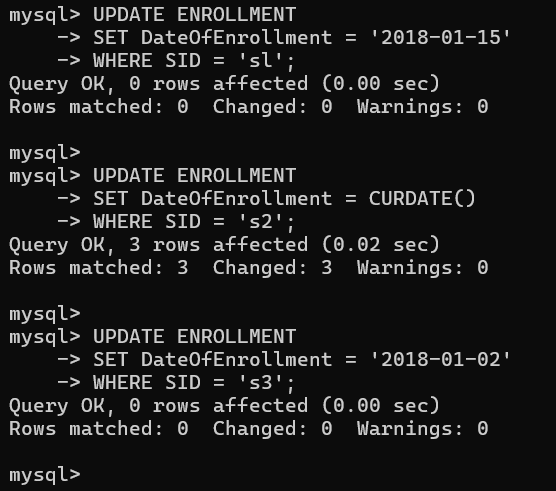 mysql> UPDATE ENROLLMENT
    -> SET DateOfEnrollment = '2018-01-15'
    -> WHERE SID = 'sl';
Query OK, 0 rows affected (0.00 sec)
Rows matched: 0  Changed: 0  Warnings: 0

mysql>
mysql> UPDATE ENROLLMENT
    -> SET DateOfEnrollment = CURDATE()
    -> WHERE SID = 's2';
Query OK, 3 rows affected (0.02 sec)
Rows matched: 3  Changed: 3  Warnings: 0

mysql>
mysql> UPDATE ENROLLMENT
    -> SET DateOfEnrollment = '2018-01-02'
    -> WHERE SID = 's3';
Query OK, 0 rows affected (0.00 sec)
Rows matched: 0  Changed: 0  Warnings: 0

mysql>